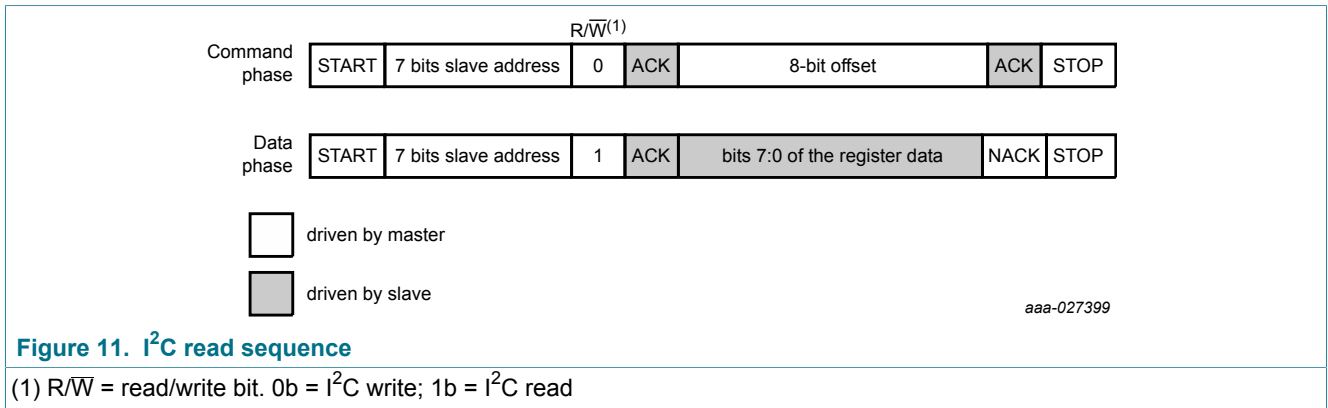 R/W̅(1)
Command phase START 7 bits slave address 0 ACK 8-bit offset ACK STOP
Data phase START 7 bits slave address 1 ACK bits 7:0 of the register data NACK STOP
driven by master
driven by slave
aaa-027399
Figure 11. I²C read sequence
(1) R/W̅ = read/write bit. 0b = I²C write; 1b = I²C read